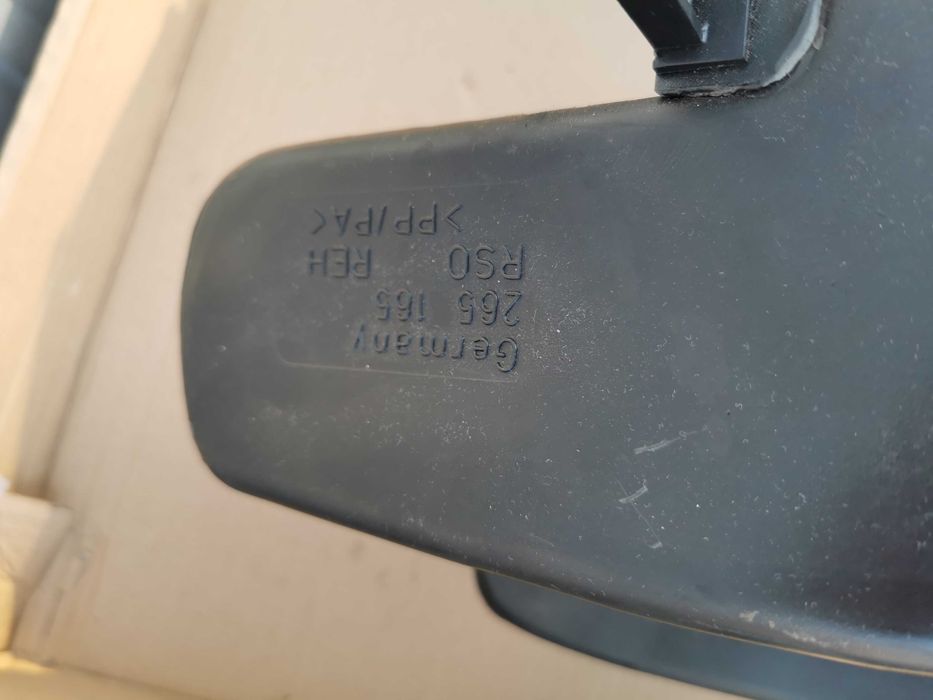 Germany
265 165
RSO REH
>PP/PA<